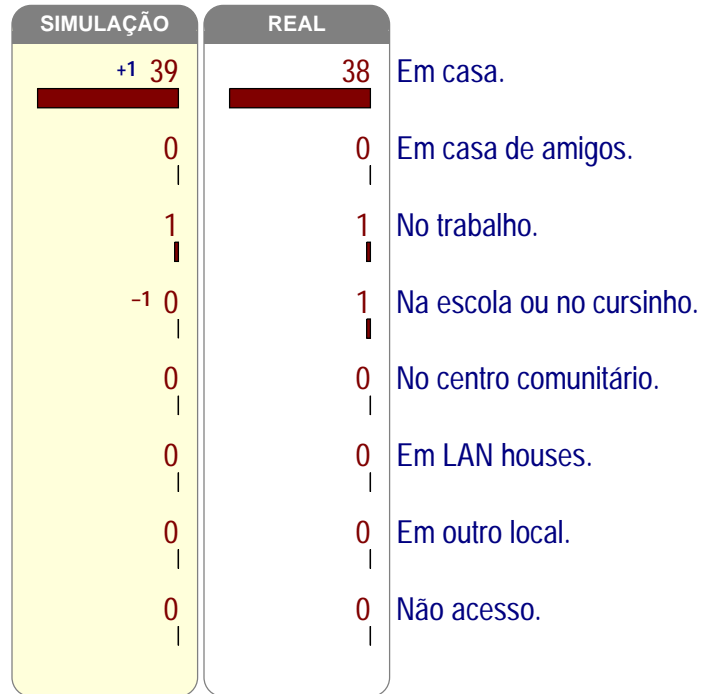 SIMULAÇÃO REAL
+1 39 38 Em casa.
0 0 Em casa de amigos.
1 1 No trabalho.
−1 0 1 Na escola ou no cursinho.
0 0 No centro comunitário.
0 0 Em LAN houses.
0 0 Em outro local.
0 0 Não acesso.